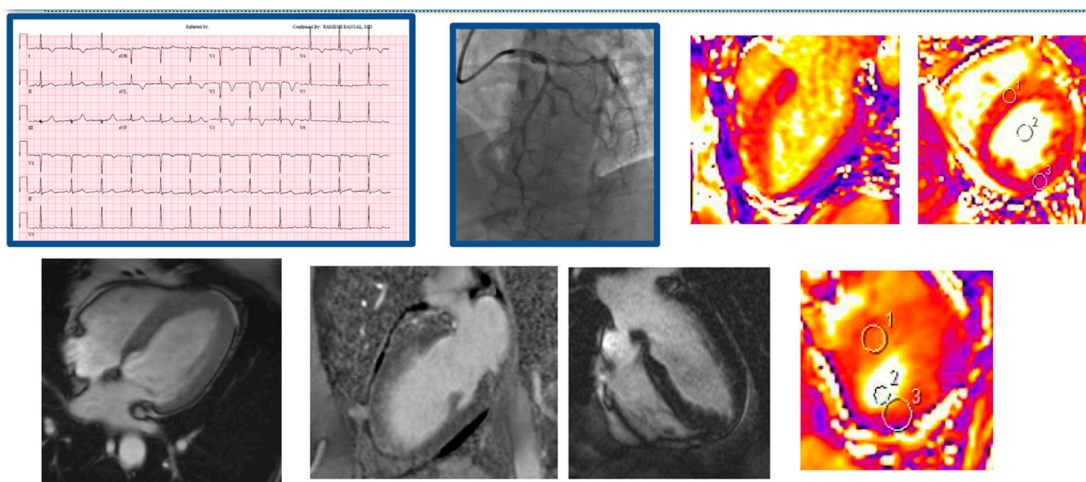 Referred by: Confirmed By: RAMESH BANSAL, MD
I aVR V1 V4
II aVL V2
III aVF V3 V6
V1
II
V5
1
2
3
1
2
3